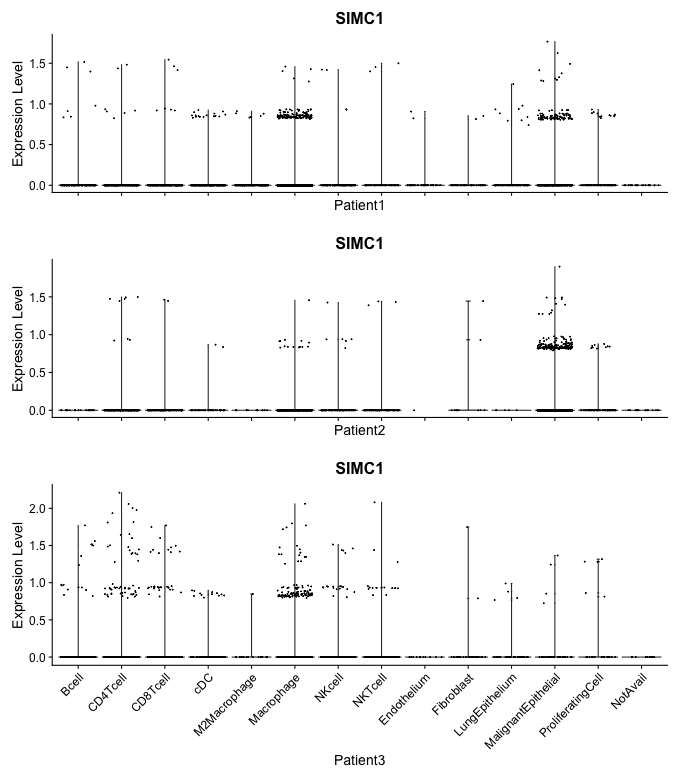 SIMC1
Expression Level
1.5
1.0
0.5
0.0
Patient1
SIMC1
Expression Level
1.5
1.0
0.5
0.0
Patient2
SIMC1
Expression Level
2.0
1.5
1.0
0.5
0.0
Bcell
CD4Tcell
CD8Tcell
cDC
M2Macrophage
Macrophage
NKcell
NKTcell
Endothelium
Fibroblast
LungEpithelium
MalignantEpithelial
ProliferatingCell
NotAvail
Patient3